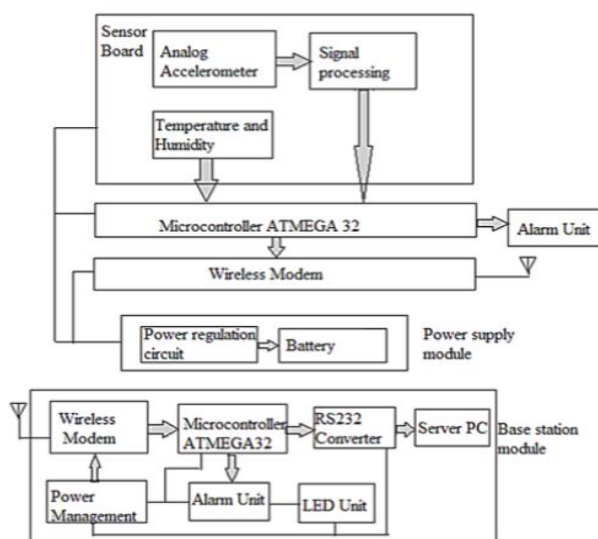 Sensor
Board
Analog
Accelerometer
Signal
processing
Temperature and
Humidity
Microcontroller ATMEGA 32
Alarm Unit
Wireless Modem
Power regulation
circuit
Battery
Power supply
module
Wireless
Modem
Microcontroller
ATMEGA32
RS232
Converter
Server PC
Base station
module
Power
Management
Alarm Unit
LED Unit